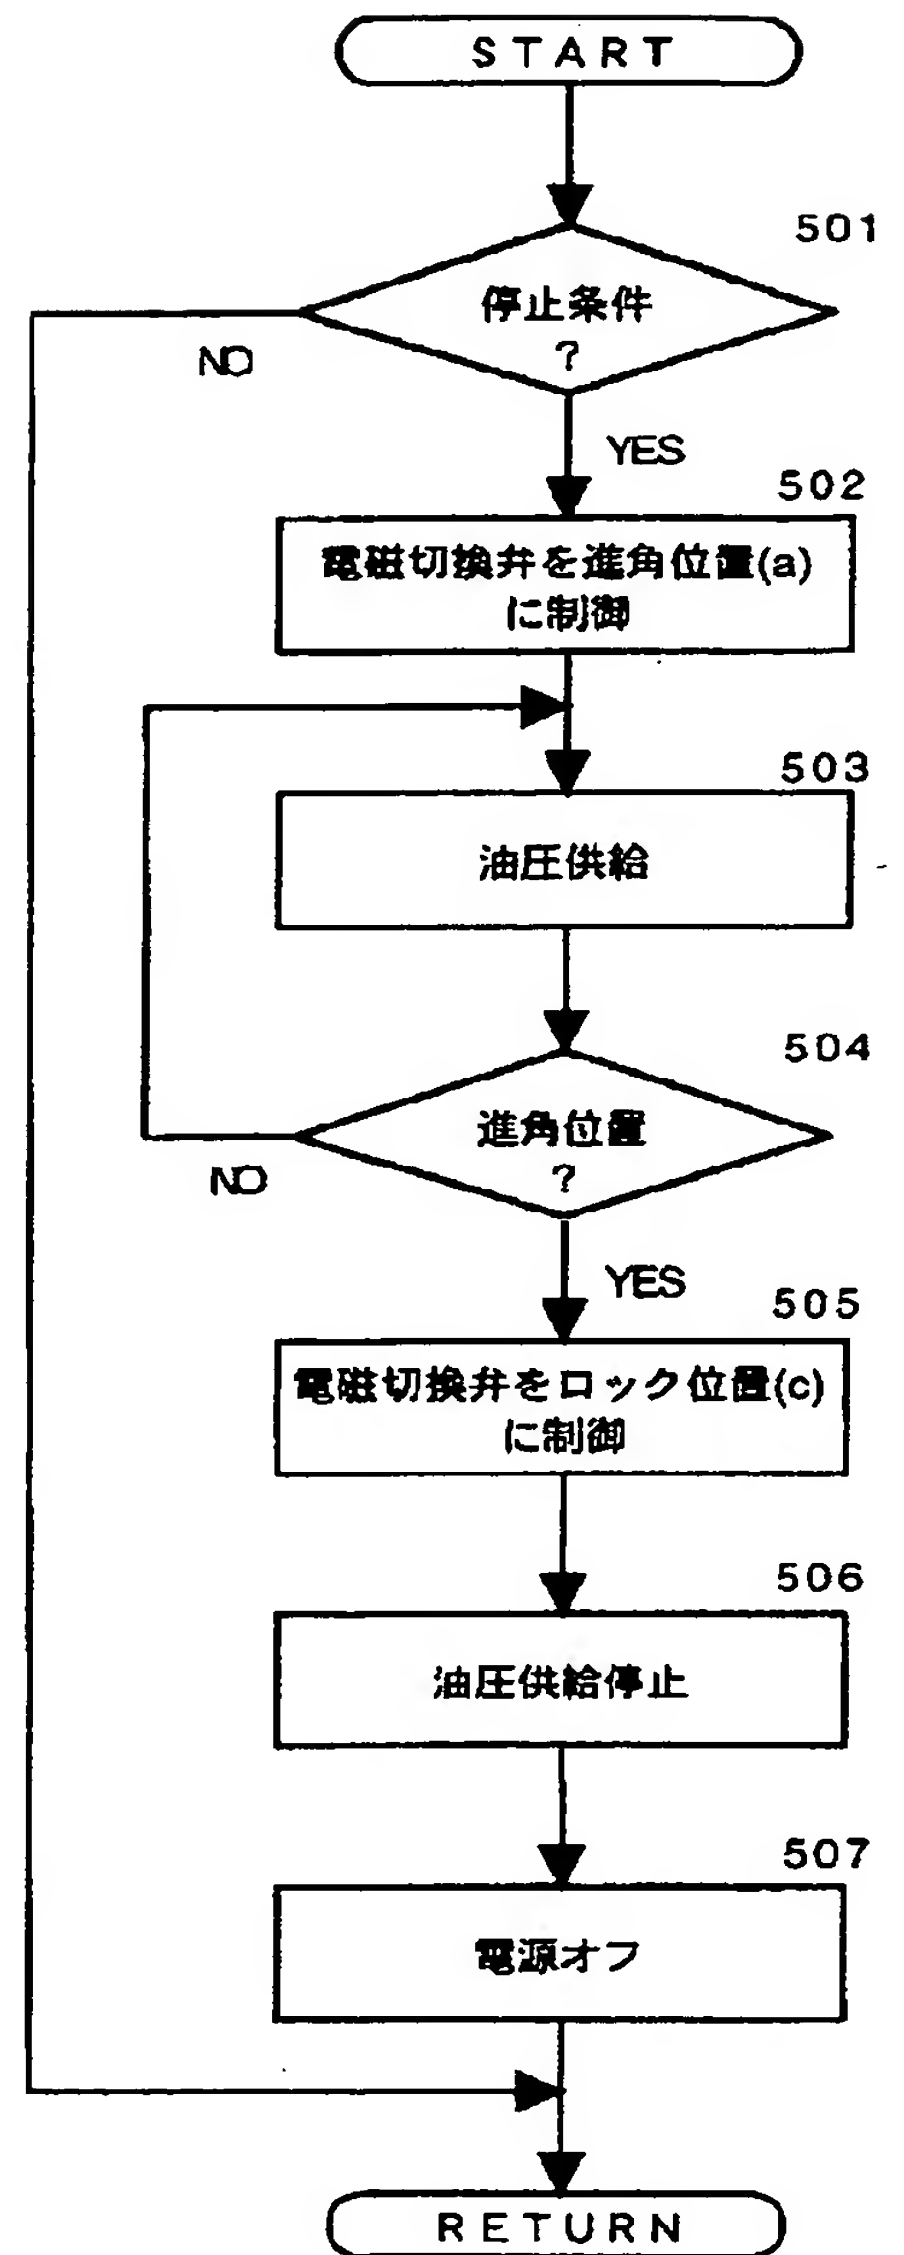 START
501
停止条件
?
NO
YES
502
電磁切換弁を進角位置(a)
に制御
503
油圧供給
504
進角位置
?
NO
YES
505
電磁切換弁をロック位置(c)
に制御
506
油圧供給停止
507
電源オフ
RETURN